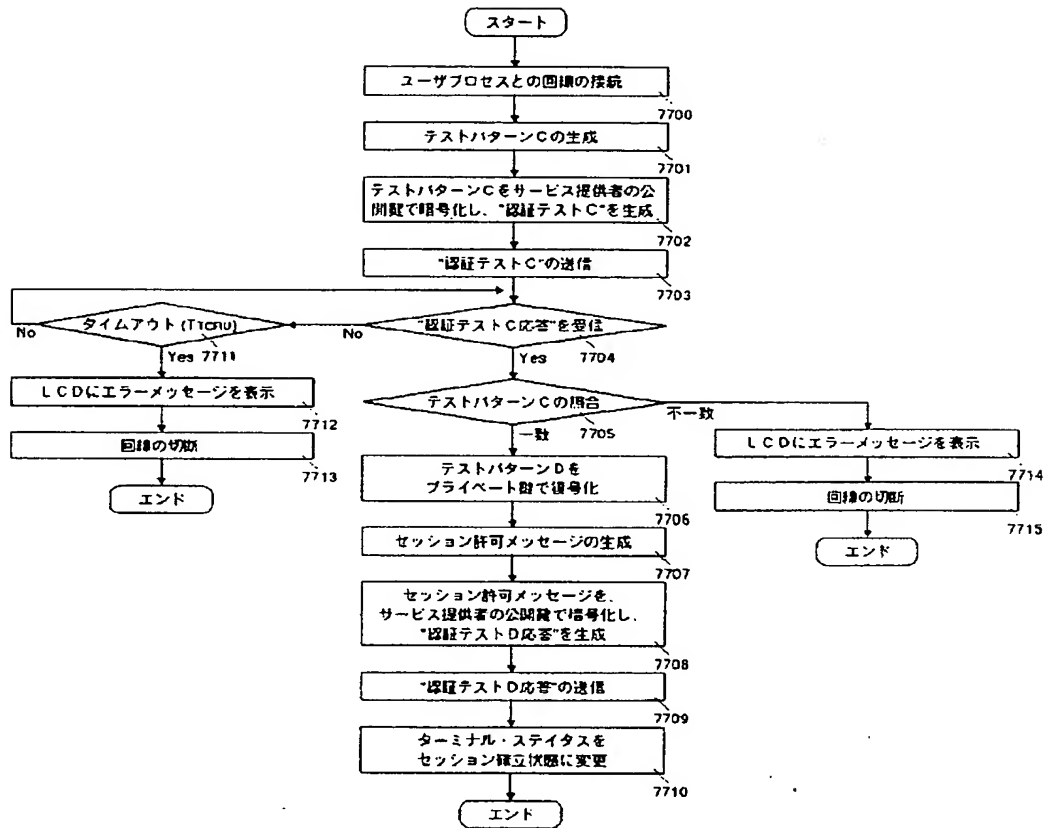 スタート
ユーザプロセスとの回線の接続
7700
テストパターンCの生成
7701
テストパターンCをサービス提供者の公
開鍵で暗号化し、"認証テストC"を生成
7702
"認証テストC"の送信
7703
"認証テストC応答"を受信
7704
No
Yes
タイムアウト(T1CRU)
7711
No
Yes
LCDにエラーメッセージを表示
7712
回線の切断
7713
エンド
テストパターンCの照合
7705
不一致
一致
LCDにエラーメッセージを表示
7714
回線の切断
7715
エンド
テストパターンDを
プライベート鍵で復号化
7706
セッション許可メッセージの生成
7707
セッション許可メッセージを、
サービス提供者の公開鍵で暗号化し、
"認証テストD応答"を生成
7708
"認証テストD応答"の送信
7709
ターミナル・ステイタスを
セッション確立状態に変更
7710
エンド